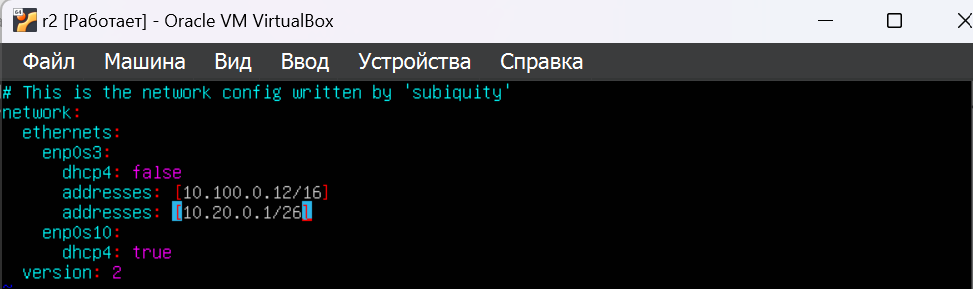 64
r2 [Работает] - Oracle VM VirtualBox
Файл Машина Вид Ввод Устройства Справка
# This is the network config written by 'subiquity'
network:
  ethernets:
    enp0s3:
      dhcp4: false
      addresses: [10.100.0.12/16]
      addresses: [10.20.0.1/26]
    enp0s10:
      dhcp4: true
  version: 2
~